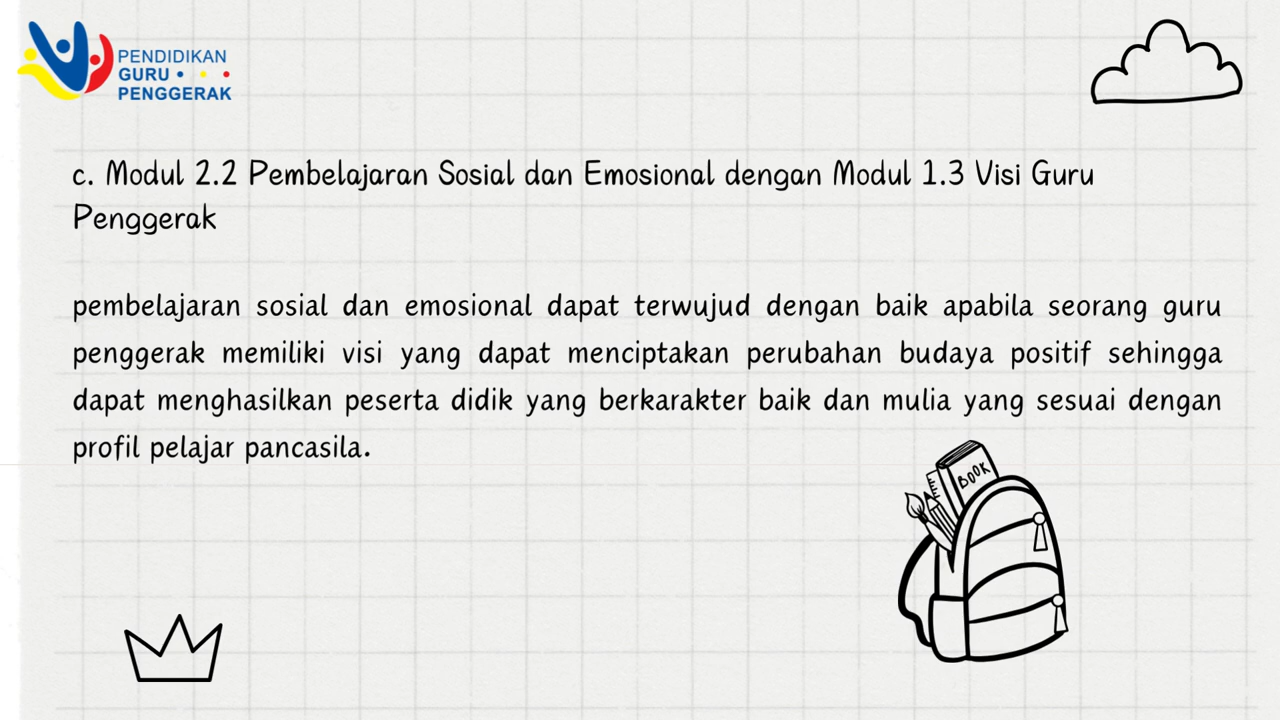 PENDIDIKAN
GURU
PENGGERAK
c. Modul 2.2 Pembelajaran Sosial dan Emosional dengan Modul 1.3 Visi Guru
Penggerak
pembelajaran sosial dan emosional dapat terwujud dengan baik apabila seorang guru
penggerak memiliki visi yang dapat menciptakan perubahan budaya positif sehingga
dapat menghasilkan peserta didik yang berkarakter baik dan mulia yang sesuai dengan
profil pelajar pancasila.
BOOK